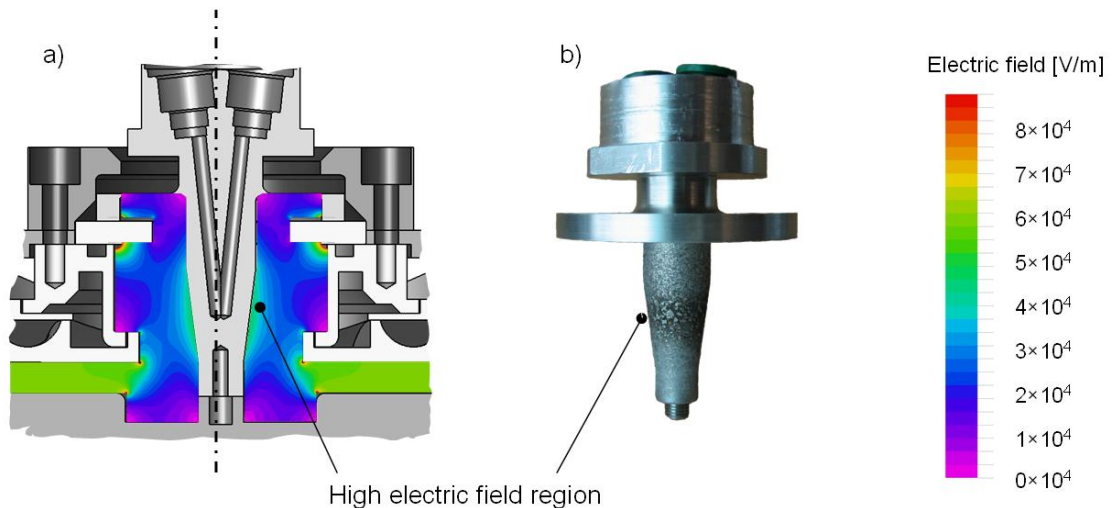 a)
b)
Electric field [V/m]
8×10⁴
7×10⁴
6×10⁴
5×10⁴
4×10⁴
3×10⁴
2×10⁴
1×10⁴
0×10⁴
High electric field region